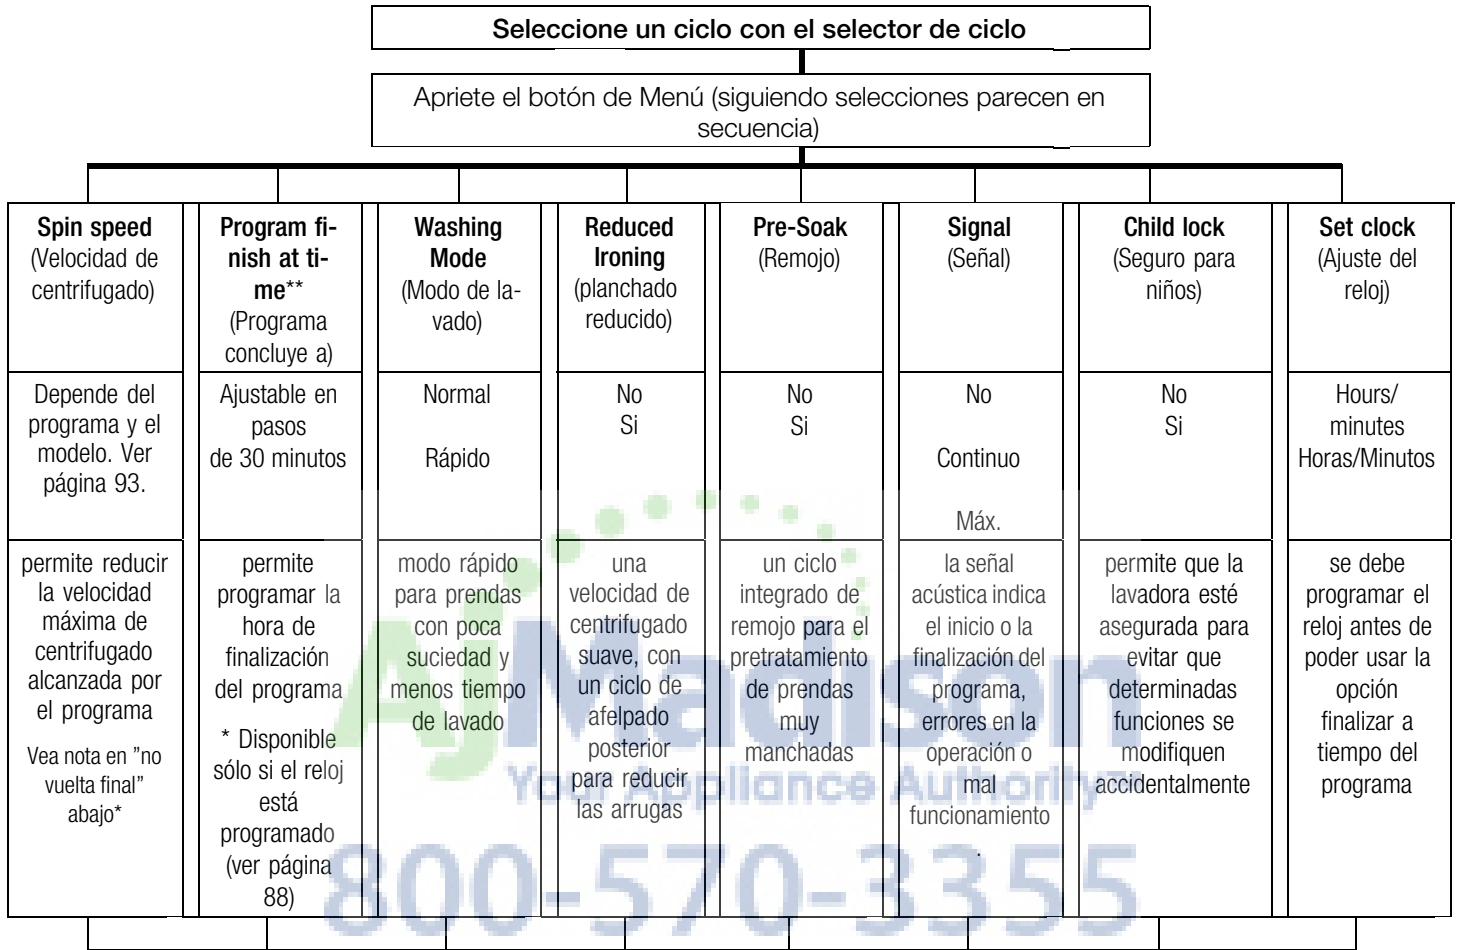 Seleccione un ciclo con el selector de ciclo
Apriete el botón de Menú (siguiendo selecciones parecen en
secuencia)
Spin speed
(Velocidad de
centrifugado)
Program fi-
nish at ti-
me**
(Programa
concluye a)
Washing
Mode
(Modo de la-
vado)
Reduced
Ironing
(planchado
reducido)
Pre-Soak
(Remojo)
Signal
(Señal)
Child lock
(Seguro para
niños)
Set clock
(Ajuste del
reloj)
Depende del
programa y el
modelo. Ver
página 93.
Ajustable en
pasos
de 30 minutos
Normal
Rápido
No
Si
No
Si
No
Continuo
Máx.
No
Si
Hours/
minutes
Horas/Minutos
permite reducir
la velocidad
máxima de
centrifugado
alcanzada por
el programa
Vea nota en ”no
vuelta final”
abajo*
permite
programar la
hora de
finalización
del programa
* Disponible
sólo si el reloj
está
programado
(ver página
88)
modo rápido
para prendas
con poca
suciedad y
menos tiempo
de lavado
una
velocidad de
centrifugado
suave, con
un ciclo de
afelpado
posterior
para reducir
las arrugas
un ciclo
integrado de
remojo para el
pretratamiento
de prendas
muy
manchadas
la señal
acústica indica
el inicio o la
finalización del
programa,
errores en la
operación o
mal
funcionamiento
.
permite que la
lavadora esté
asegurada para
evitar que
determinadas
funciones se
modifiquen
accidentalmente
se debe
programar el
reloj antes de
poder usar la
opción
finalizar a
tiempo del
programa
AjMadison
Your Appliance Authority™
800-570-3355